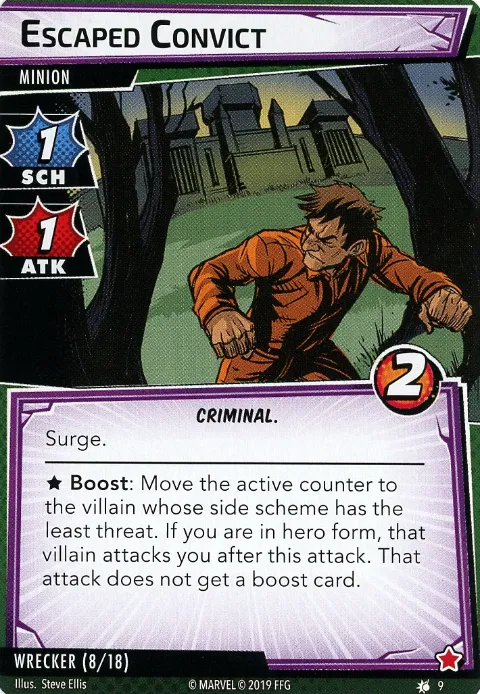 Escaped Convict
MINION
1
SCH
1
ATK
2
CRIMINAL.
Surge.
★ Boost: Move the active counter to
the villain whose side scheme has the
least threat. If you are in hero form, that
villain attacks you after this attack. That
attack does not get a boost card.
WRECKER (8/18)
Illus. Steve Ellis
© MARVEL © 2019 FFG
9